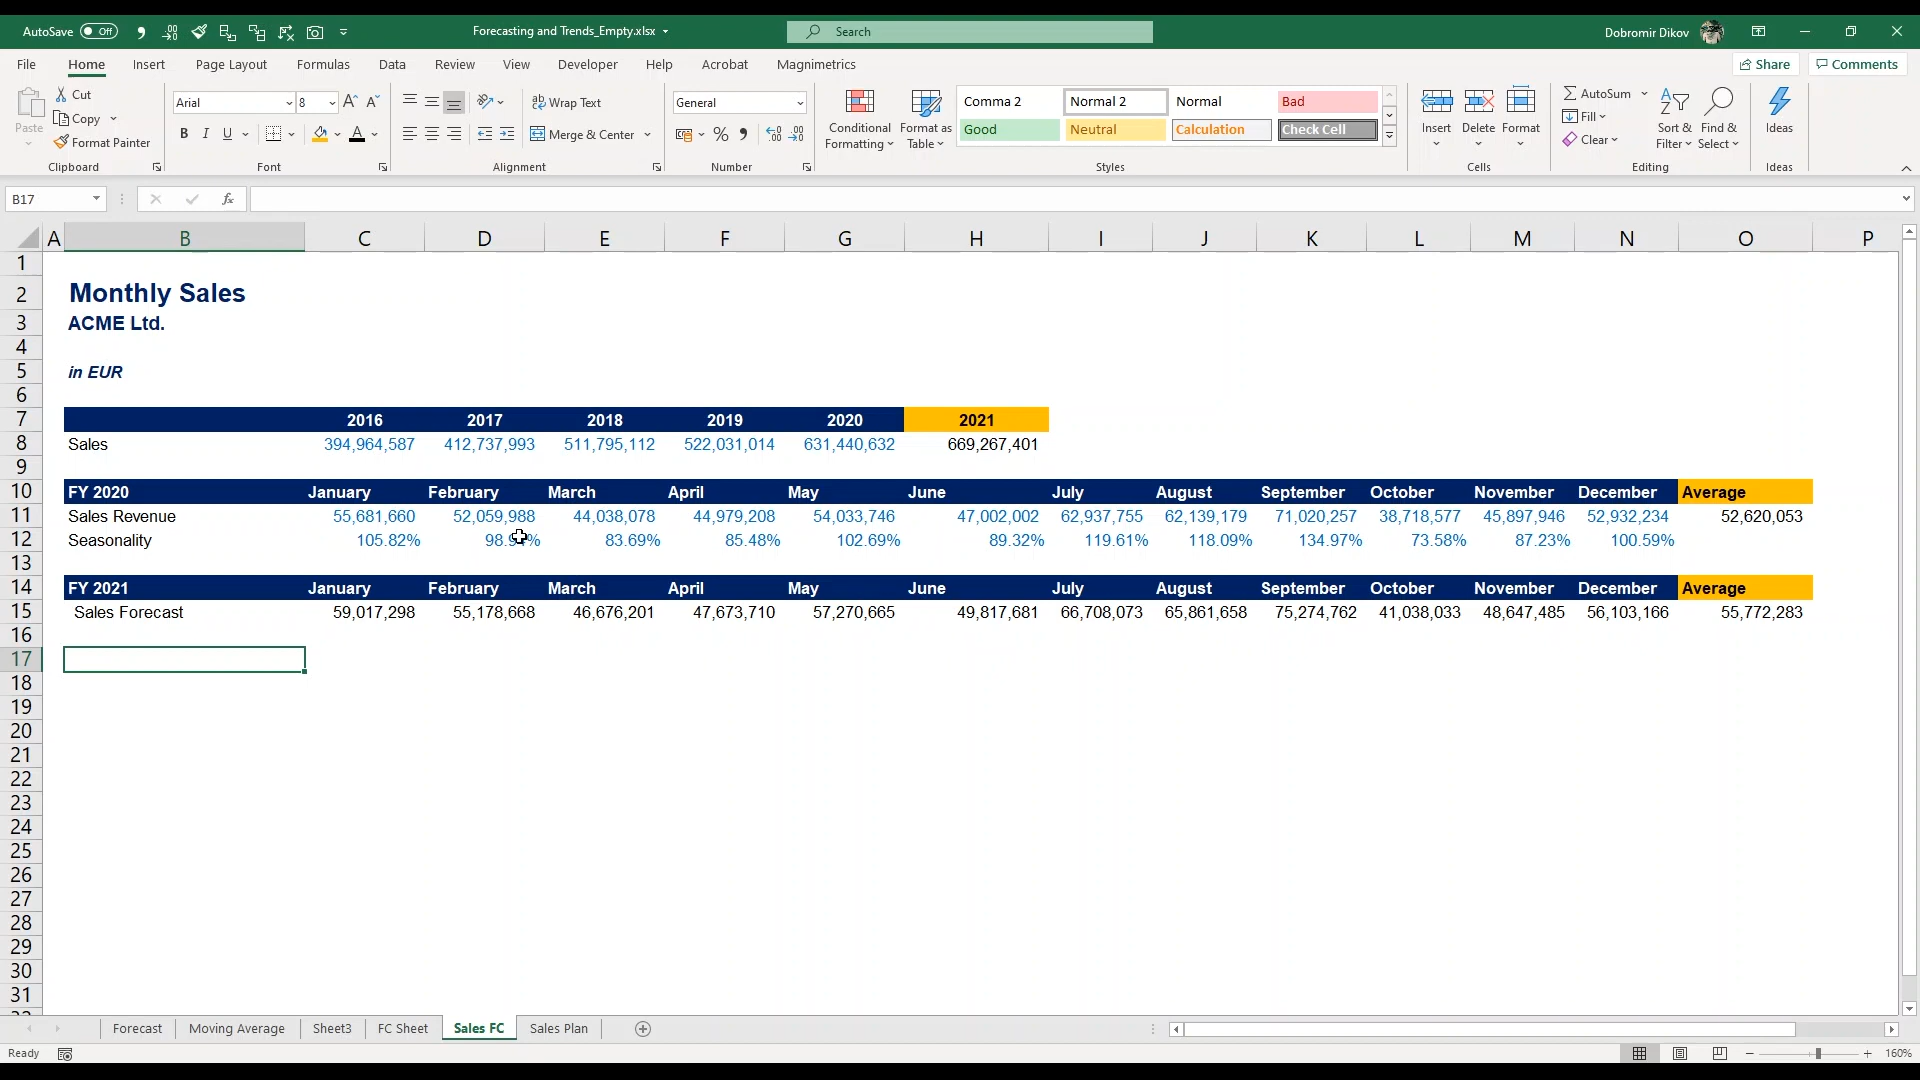 AutoSave Off Forecasting and Trends_Empty.xlsx Search Dobromir Dikov
File Home Insert Page Layout Formulas Data Review View Developer Help Acrobat Magnimetrics Share Comments
Paste Cut Copy Format Painter Clipboard
Arial 8 B I U Font
Wrap Text Merge & Center Alignment
General % Number
Conditional Formatting Format as Table
Comma 2 Normal 2 Normal Bad
Good Neutral Calculation Check Cell
Styles
Insert Delete Format Cells
AutoSum Fill Clear Sort & Filter Find & Select Editing
Ideas Ideas
B17 fx
A B C D E F G H I J K L M N O P
1
2 Monthly Sales
3 ACME Ltd.
4
5 in EUR
6
7 2016 2017 2018 2019 2020 2021
8 Sales 394,964,587 412,737,993 511,795,112 522,031,014 631,440,632 669,267,401
9
10 FY 2020 January February March April May June July August September October November December Average
11 Sales Revenue 55,681,660 52,059,988 44,038,078 44,979,208 54,033,746 47,002,002 62,937,755 62,139,179 71,020,257 38,718,577 45,897,946 52,932,234 52,620,053
12 Seasonality 105.82% 83.69% 85.48% 102.69% 89.32% 119.61% 118.09% 134.97% 73.58% 87.23% 100.59%
13
14 FY 2021 January February March April May June July August September October November December Average
15 Sales Forecast 59,017,298 55,178,668 46,676,201 47,673,710 57,270,665 49,817,681 66,708,073 65,861,658 75,274,762 41,038,033 48,647,485 56,103,166 55,772,283
16
17
18
19
20
21
22
23
24
25
26
27
28
29
30
31
Forecast Moving Average Sheet3 FC Sheet Sales FC Sales Plan
Ready 160%